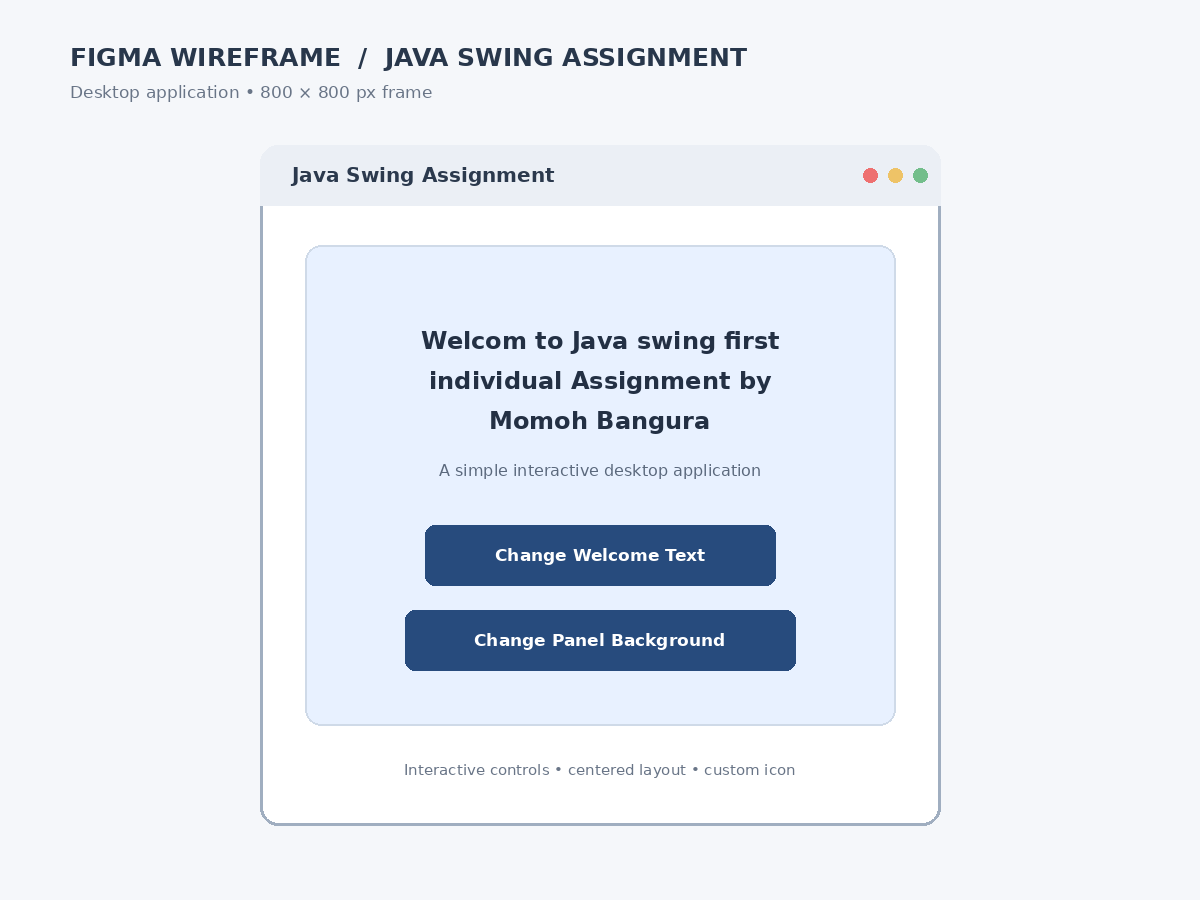 FIGMA WIREFRAME / JAVA SWING ASSIGNMENT
Desktop application • 800 × 800 px frame
Java Swing Assignment
Welcom to Java swing first
individual Assignment by
Momoh Bangura
A simple interactive desktop application
Change Welcome Text
Change Panel Background
Interactive controls • centered layout • custom icon